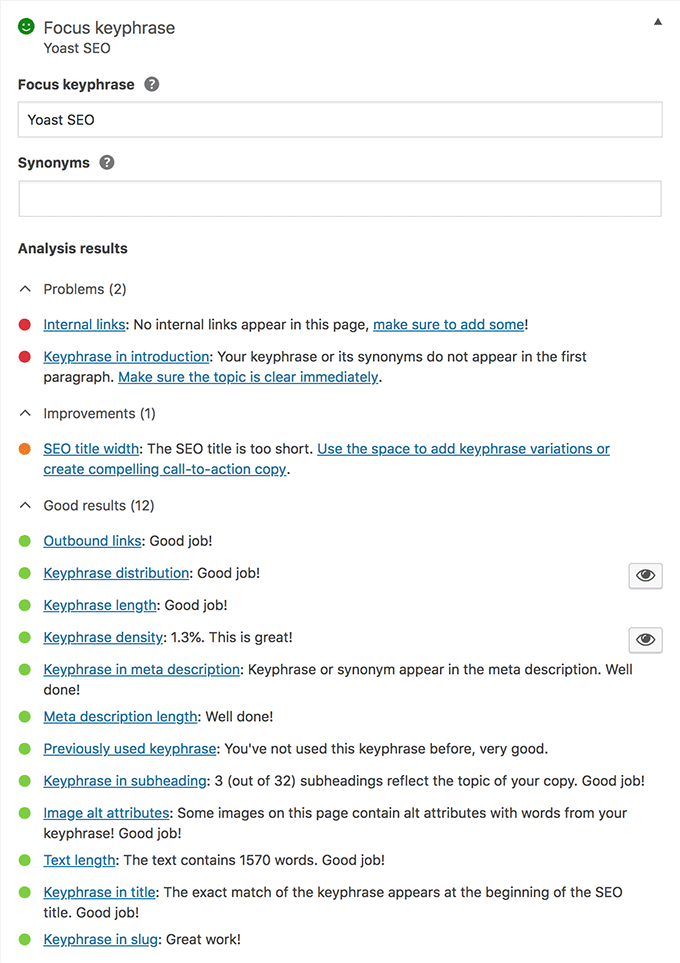 Focus keyphrase
Yoast SEO
Focus keyphrase ?
Yoast SEO
Synonyms ?
Analysis results
Problems (2)
Internal links: No internal links appear in this page, make sure to add some!
Keyphrase in introduction: Your keyphrase or its synonyms do not appear in the first
paragraph. Make sure the topic is clear immediately.
Improvements (1)
SEO title width: The SEO title is too short. Use the space to add keyphrase variations or
create compelling call-to-action copy.
Good results (12)
Outbound links: Good job!
Keyphrase distribution: Good job!
Keyphrase length: Good job!
Keyphrase density: 1.3%. This is great!
Keyphrase in meta description: Keyphrase or synonym appear in the meta description. Well
done!
Meta description length: Well done!
Previously used keyphrase: You've not used this keyphrase before, very good.
Keyphrase in subheading: 3 (out of 32) subheadings reflect the topic of your copy. Good job!
Image alt attributes: Some images on this page contain alt attributes with words from your
keyphrase! Good job!
Text length: The text contains 1570 words. Good job!
Keyphrase in title: The exact match of the keyphrase appears at the beginning of the SEO
title. Good job!
Keyphrase in slug: Great work!